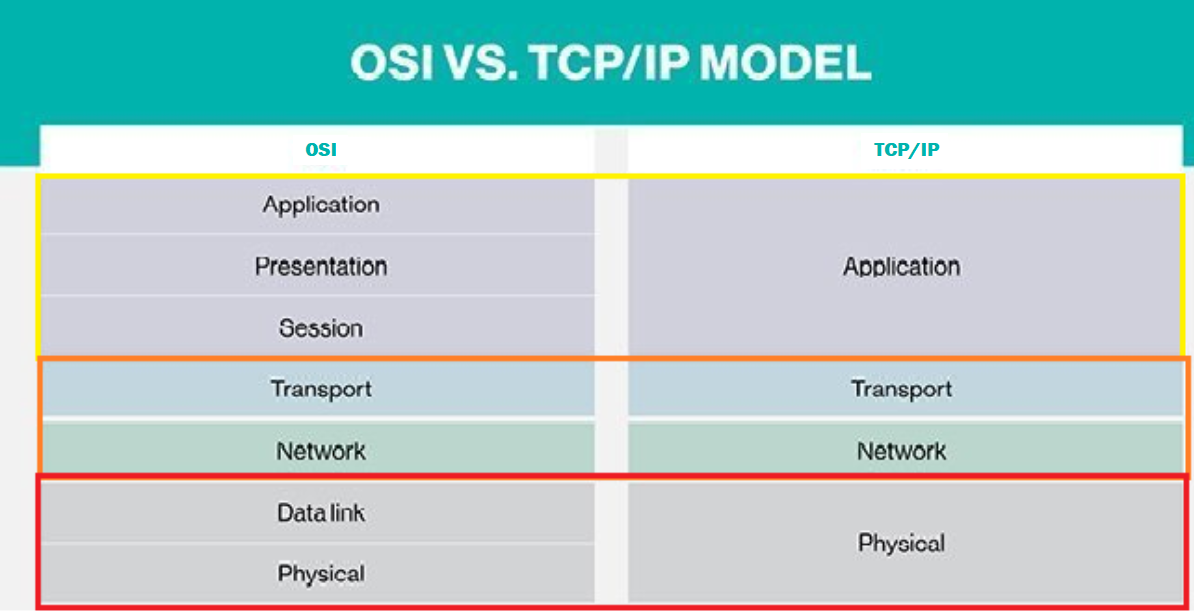 OSI VS. TCP/IP MODEL
OSI
TCP/IP
Application
Presentation
Session
Application
Transport
Transport
Network
Network
Data link
Physical
Physical